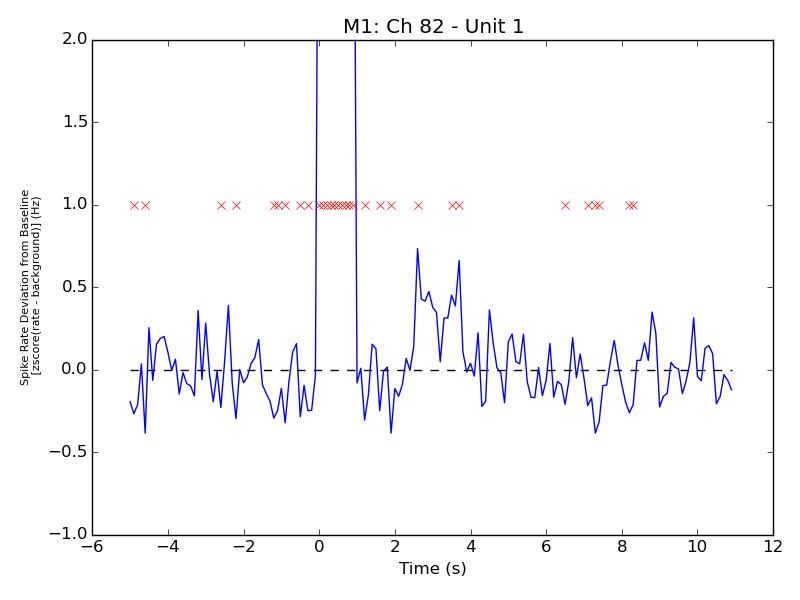 M1: Ch 82 - Unit 1
2.0
1.5
1.0
0.5
0.0
−0.5
−1.0
Spike Rate Deviation from Baseline
[zscore(rate - background)] (Hz)
−6 −4 −2 0 2 4 6 8 10 12
Time (s)